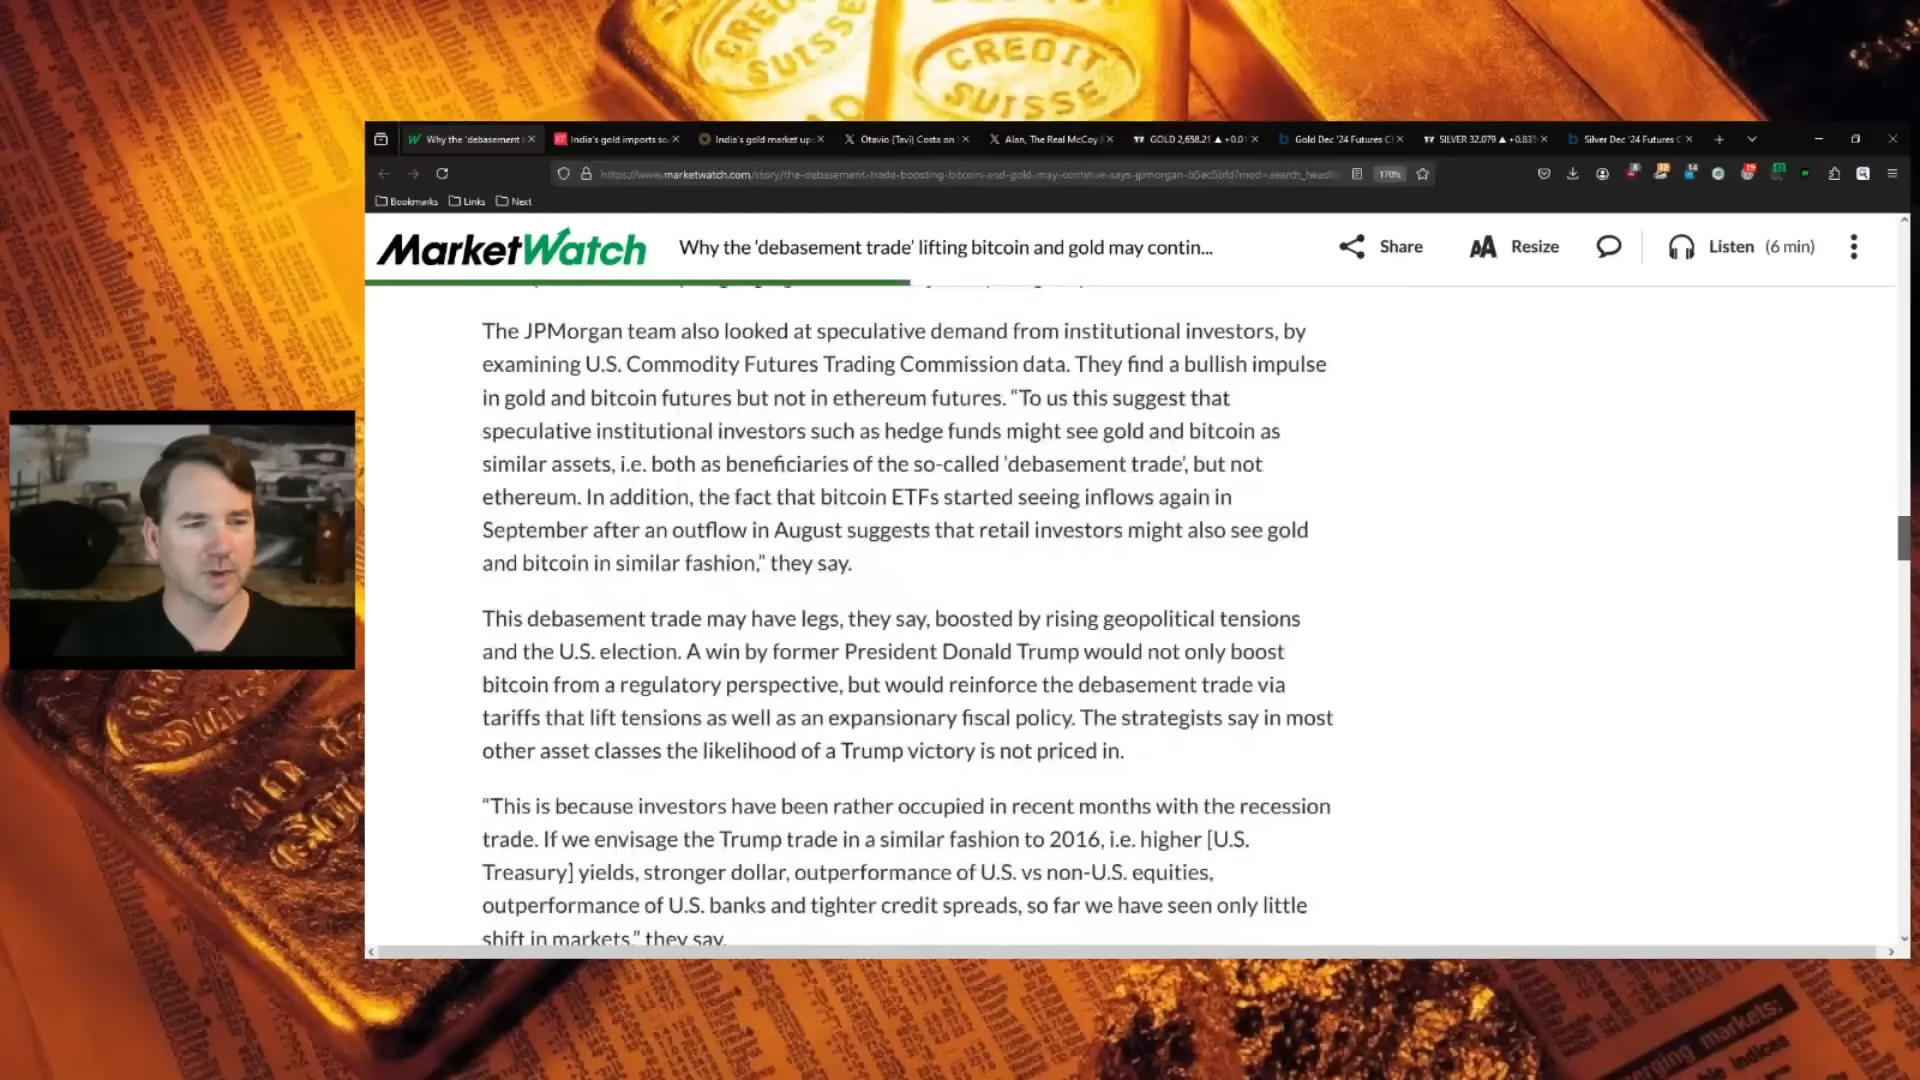 CREDIT
SUISSE
CREDIT
SUISSE
Why the 'debasement t
India's gold imports so
India's gold market up
Otavio (Tavi) Costa on
Alan, The Real McCoy
GOLD 2,658.21 ▲ +0.0
Gold Dec '24 Futures C
SILVER 32.079 ▲ +0.83
Silver Dec '24 Futures C
https://www.marketwatch.com/story/the-debasement-trade-boosting-bitcoin-and-gold-may-continue-says-jpmorgan-b5ec5bfd?mod=search_headli
170%
Bookmarks Links Next
MarketWatch
Why the 'debasement trade' lifting bitcoin and gold may contin...
Share
Resize
Listen (6 min)
The JPMorgan team also looked at speculative demand from institutional investors, by
examining U.S. Commodity Futures Trading Commission data. They find a bullish impulse
in gold and bitcoin futures but not in ethereum futures. “To us this suggest that
speculative institutional investors such as hedge funds might see gold and bitcoin as
similar assets, i.e. both as beneficiaries of the so-called ‘debasement trade’, but not
ethereum. In addition, the fact that bitcoin ETFs started seeing inflows again in
September after an outflow in August suggests that retail investors might also see gold
and bitcoin in similar fashion,” they say.
This debasement trade may have legs, they say, boosted by rising geopolitical tensions
and the U.S. election. A win by former President Donald Trump would not only boost
bitcoin from a regulatory perspective, but would reinforce the debasement trade via
tariffs that lift tensions as well as an expansionary fiscal policy. The strategists say in most
other asset classes the likelihood of a Trump victory is not priced in.
“This is because investors have been rather occupied in recent months with the recession
trade. If we envisage the Trump trade in a similar fashion to 2016, i.e. higher [U.S.
Treasury] yields, stronger dollar, outperformance of U.S. vs non-U.S. equities,
outperformance of U.S. banks and tighter credit spreads, so far we have seen only little
shift in markets,” they say.
erging markets: